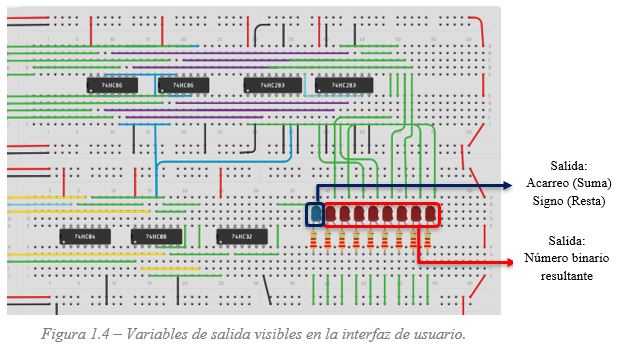 74HC86
74HC86
74HC283
74HC283
Salida:
Acarreo (Suma)
Signo (Resta)
74HC04
74HC08
74HC32
Salida:
Número binario
resultante
Figura 1.4 – Variables de salida visibles en la interfaz de usuario.